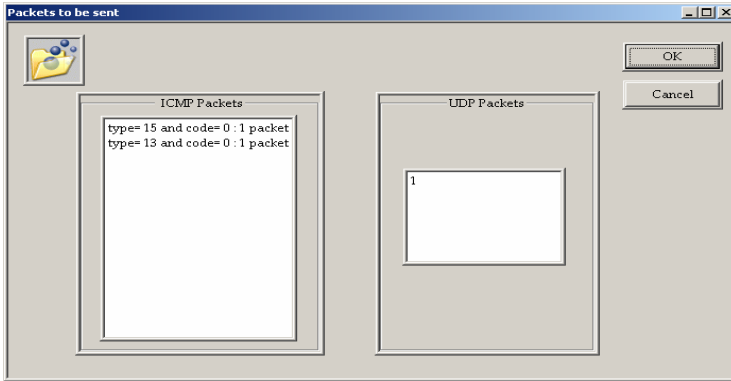 Packets to be sent
OK
Cancel
ICMP Packets
type= 15 and code= 0 : 1 packet
type= 13 and code= 0 : 1 packet
UDP Packets
1